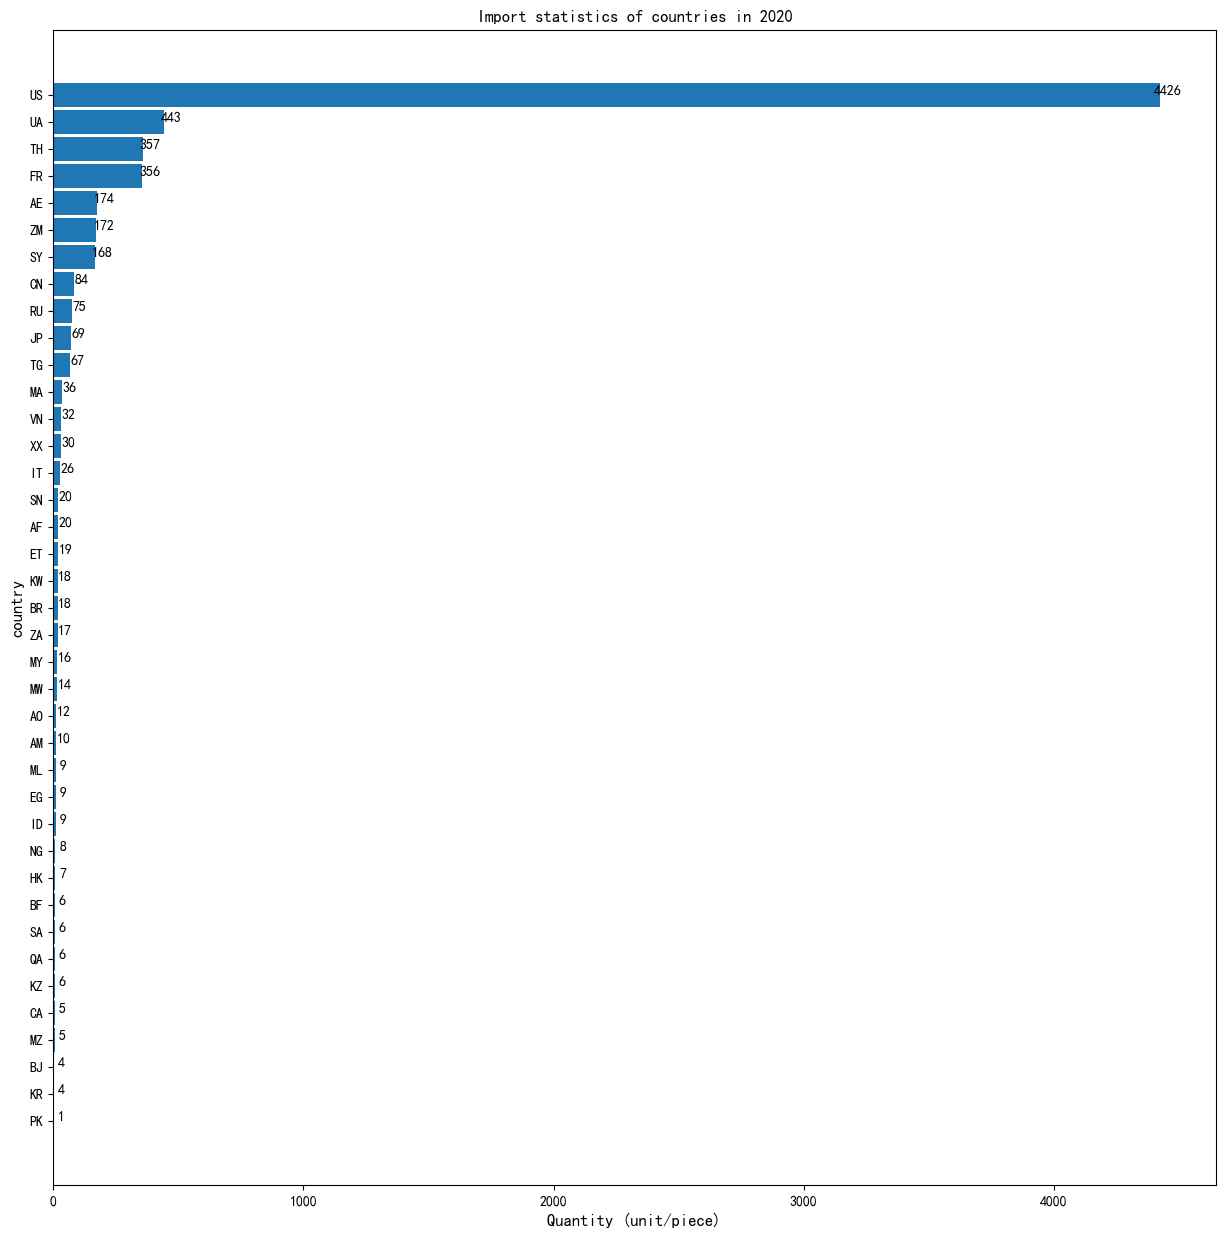 Import statistics of countries in 2020
US 4426
UA 443
TH 357
FR 356
AE 174
ZM 172
SY 168
CN 84
RU 75
JP 69
TG 67
MA 36
VN 32
XX 30
IT 26
SN 20
AF 20
ET 19
KW 18
BR 18
ZA 17
MY 16
MW 14
AO 12
AM 10
ML 9
EG 9
ID 9
NG 8
HK 7
BF 6
SA 6
QA 6
KZ 6
CA 5
MZ 5
BJ 4
KR 4
PK 1
country
0 1000 2000 3000 4000
Quantity (unit/piece)